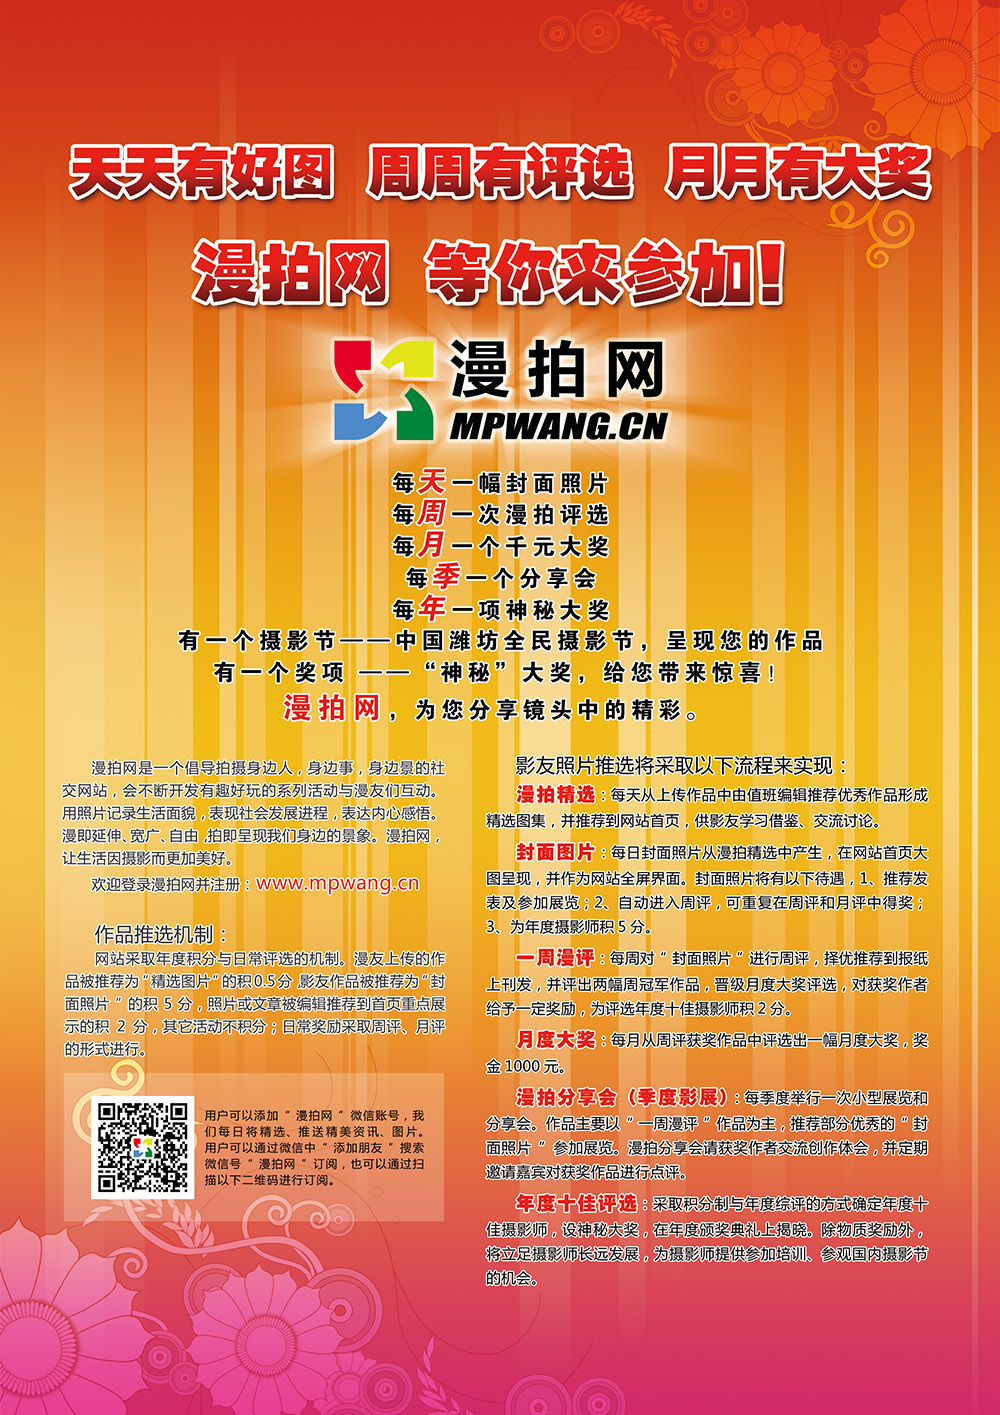 天天有好图 周周有评选 月月有大奖
漫拍网 等你来参加!
漫拍网
MPWANG.CN
每天一幅封面照片
每周一次漫拍评选
每月一个千元大奖
每季一个分享会
每年一项神秘大奖
有一个摄影节——中国潍坊全民摄影节，呈现您的作品
有一个奖项 ——“神秘”大奖，给您带来惊喜!
漫拍网，为您分享镜头中的精彩。
漫拍网是一个倡导拍摄身边人，身边事，身边景的社
交网站，会不断开发有趣好玩的系列活动与漫友们互动。
用照片记录生活面貌，表现社会发展进程，表达内心感悟。
漫即延伸、宽广、自由，拍即呈现我们身边的景象。漫拍网，
让生活因摄影而更加美好。
欢迎登录漫拍网并注册：www.mpwang.cn
作品推选机制：
网站采取年度积分与日常评选的机制。漫友上传的作
品被推荐为“精选图片”的积0.5分 影友作品被推荐为“封
面照片 ”的积 5 分，照片或文章被编辑推荐到首页重点展
示的积 2 分，其它活动不积分；日常奖励采取周评、月评
的形式进行。
用户可以添加 “ 漫拍网 ”微信账号，我
们每日将精选、推送精美资讯、图片。
用户可以通过微信中 “ 添加朋友 ”搜索
微信号“ 漫拍网 ”订阅，也可以通过扫
描以下二维码进行订阅。
影友照片推选将采取以下流程来实现：
漫拍精选：每天从上传作品中由值班编辑推荐优秀作品形成
精选图集，并推荐到网站首页，供影友学习借鉴、交流讨论。
封面图片：每日封面照片从漫拍精选中产生，在网站首页大
图呈现，并作为网站全屏界面。封面照片将有以下待遇，1、推荐发
表及参加展览；2、自动进入周评，可重复在周评和月评中得奖；
3、为年度摄影师积 5 分。
一周漫评：每周对 ” 封面照片 ”进行周评，择优推荐到报纸
上刊发，并评出两幅周冠军作品，晋级月度大奖评选，对获奖作者
给予一定奖励，为评选年度十佳摄影师积 2 分。
月度大奖：每月从周评获奖作品中评选出一幅月度大奖，奖
金 1000 元。
漫拍分享会（季度影展）：每季度举行一次小型展览和
分享会。作品主要以 ” 一周漫评 ”作品为主，推荐部分优秀的 ” 封
面照片 ” 参加展览。漫拍分享会请获奖作者交流创作体会，并定期
邀请嘉宾对获奖作品进行点评。
年度十佳评选：采取积分制与年度综评的方式确定年度十
佳摄影师，设神秘大奖，在年度颁奖典礼上揭晓。除物质奖励外，
将立足摄影师长远发展，为摄影师提供参加培训、参观国内摄影节
的机会。